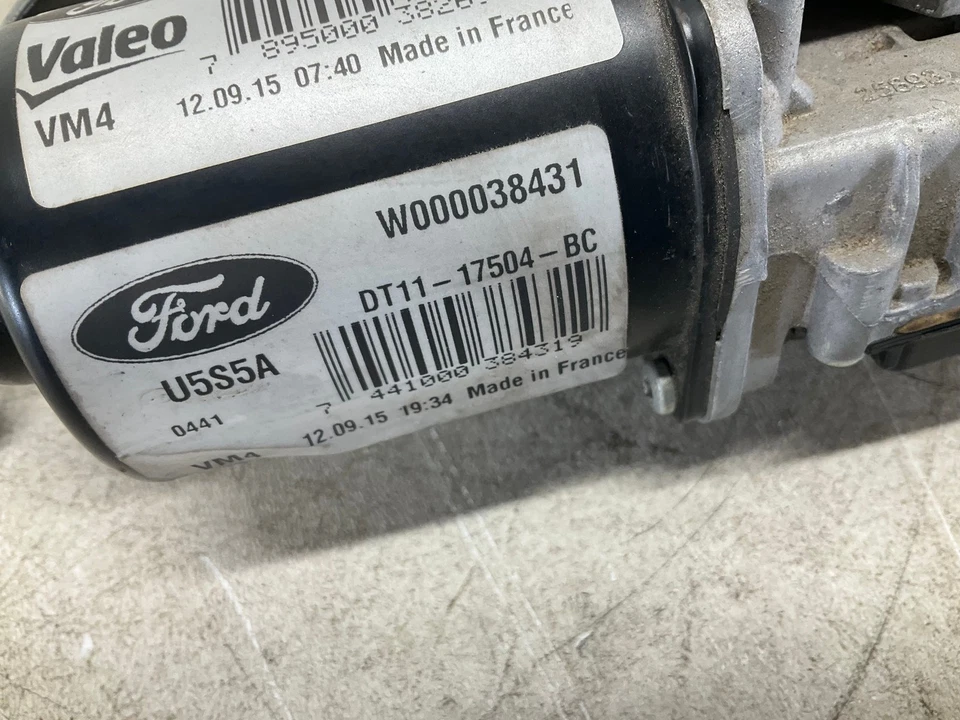 Valeo
7 895000
12.09.15 07:40 Made in France
VM4
W000038431
Ford
DT11-17504-BC
U5S5A
7 441000 384319
0441
12.09.15 19:34 Made in France
VM4